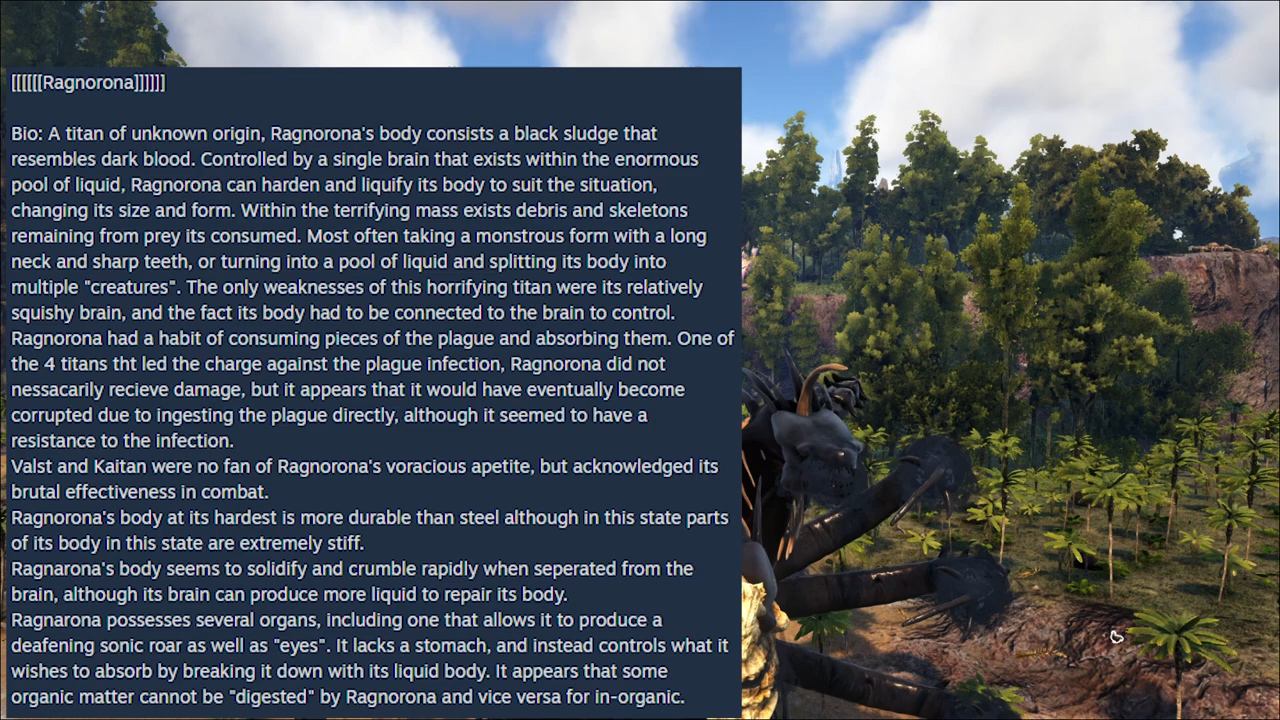 [[[[[[Ragnorona]]]]]]
Bio: A titan of unknown origin, Ragnorona's body consists a black sludge that
resembles dark blood. Controlled by a single brain that exists within the enormous
pool of liquid, Ragnorona can harden and liquify its body to suit the situation,
changing its size and form. Within the terrifying mass exists debris and skeletons
remaining from prey its consumed. Most often taking a monstrous form with a long
neck and sharp teeth, or turning into a pool of liquid and splitting its body into
multiple "creatures". The only weaknesses of this horrifying titan were its relatively
squishy brain, and the fact its body had to be connected to the brain to control.
Ragnorona had a habit of consuming pieces of the plague and absorbing them. One of
the 4 titans tht led the charge against the plague infection, Ragnorona did not
nessacarily recieve damage, but it appears that it would have eventually become
corrupted due to ingesting the plague directly, although it seemed to have a
resistance to the infection.
Valst and Kaitan were no fan of Ragnorona's voracious apetite, but acknowledged its
brutal effectiveness in combat.
Ragnorona's body at its hardest is more durable than steel although in this state parts
of its body in this state are extremely stiff.
Ragnarona's body seems to solidify and crumble rapidly when seperated from the
brain, although its brain can produce more liquid to repair its body.
Ragnarona possesses several organs, including one that allows it to produce a
deafening sonic roar as well as "eyes". It lacks a stomach, and instead controls what it
wishes to absorb by breaking it down with its liquid body. It appears that some
organic matter cannot be "digested" by Ragnorona and vice versa for in-organic.